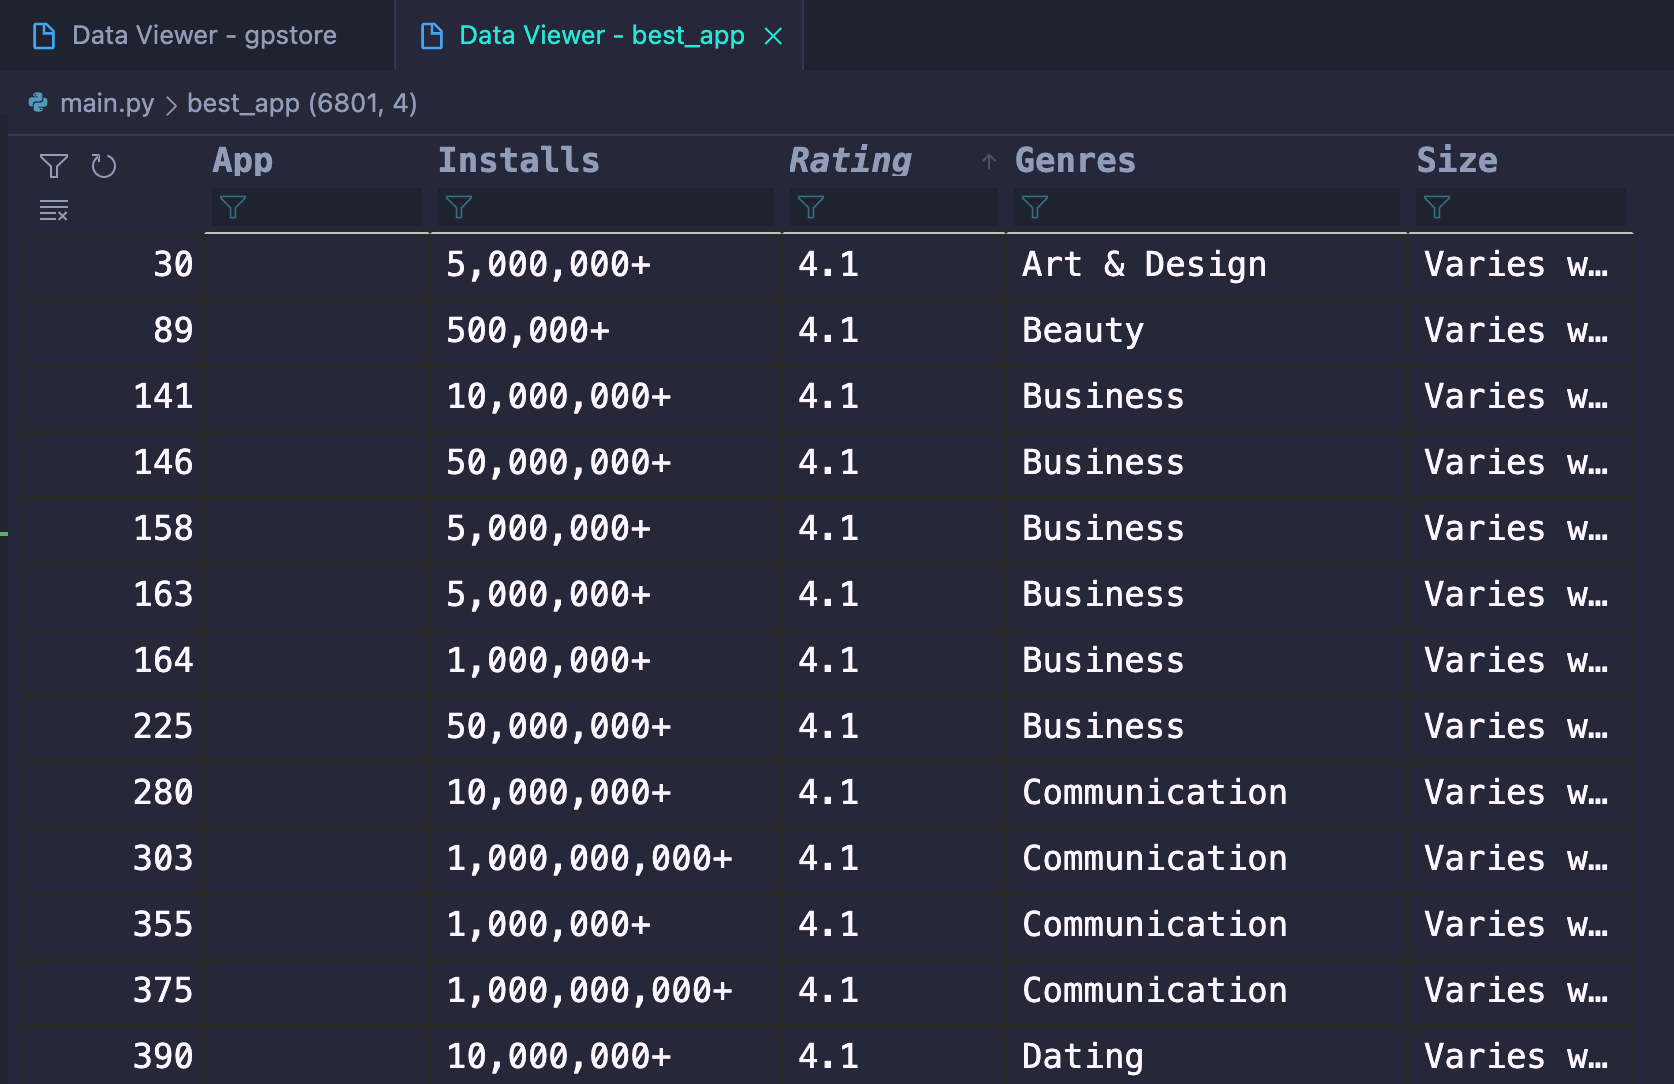 Data Viewer - gpstore Data Viewer - best_app
main.py > best_app (6801, 4)
App Installs Rating Genres Size
30 5,000,000+ 4.1 Art & Design Varies w…
89 500,000+ 4.1 Beauty Varies w…
141 10,000,000+ 4.1 Business Varies w…
146 50,000,000+ 4.1 Business Varies w…
158 5,000,000+ 4.1 Business Varies w…
163 5,000,000+ 4.1 Business Varies w…
164 1,000,000+ 4.1 Business Varies w…
225 50,000,000+ 4.1 Business Varies w…
280 10,000,000+ 4.1 Communication Varies w…
303 1,000,000,000+ 4.1 Communication Varies w…
355 1,000,000+ 4.1 Communication Varies w…
375 1,000,000,000+ 4.1 Communication Varies w…
390 10,000,000+ 4.1 Dating Varies w…